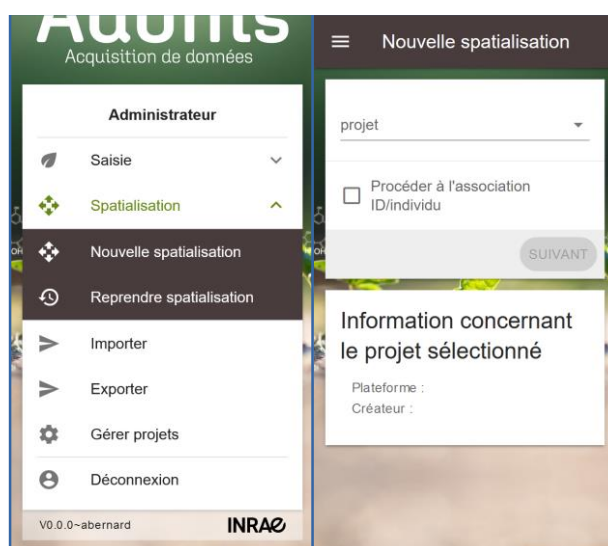 Acquisition de données
Administrateur
Saisie
Spatialisation
Nouvelle spatialisation
Reprendre spatialisation
Importer
Exporter
Gérer projets
Déconnexion
V0.0.0~abernard
INRAE
Nouvelle spatialisation
projet
Procéder à l'association
ID/individu
SUIVANT
Information concernant
le projet sélectionné
Plateforme :
Créateur :